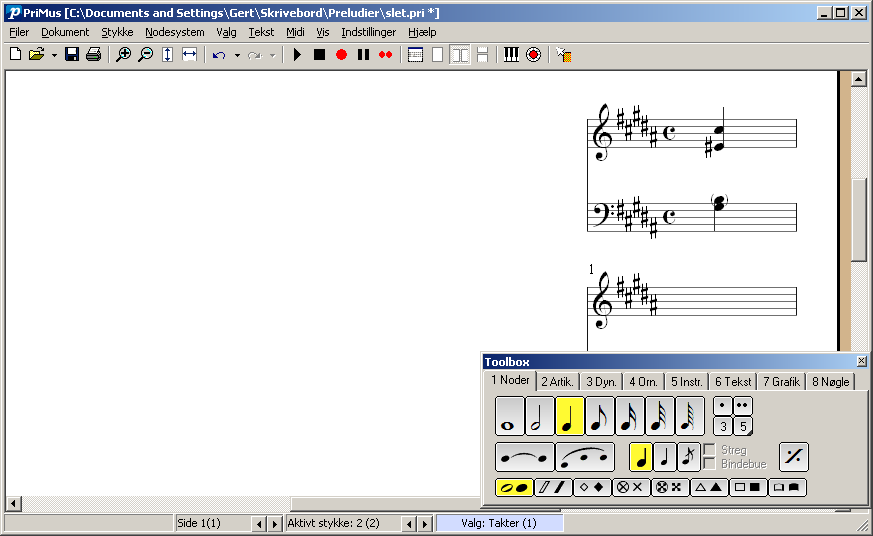 PriMus [C:\Documents and Settings\Gert\Skrivebord\Preludier\slet.pri *]
Filer Dokument Stykke Nodesystem Valg Tekst Midi Vis Indstillinger Hjælp
1
Toolbox
1 Noder 2 Artik. 3 Dyn. 4 Orn. 5 Instr. 6 Tekst 7 Grafik 8 Nøgle
3 5
Streg
Bindebue
Side 1(1) Aktivt stykke: 2 (2) Valg: Takter (1)